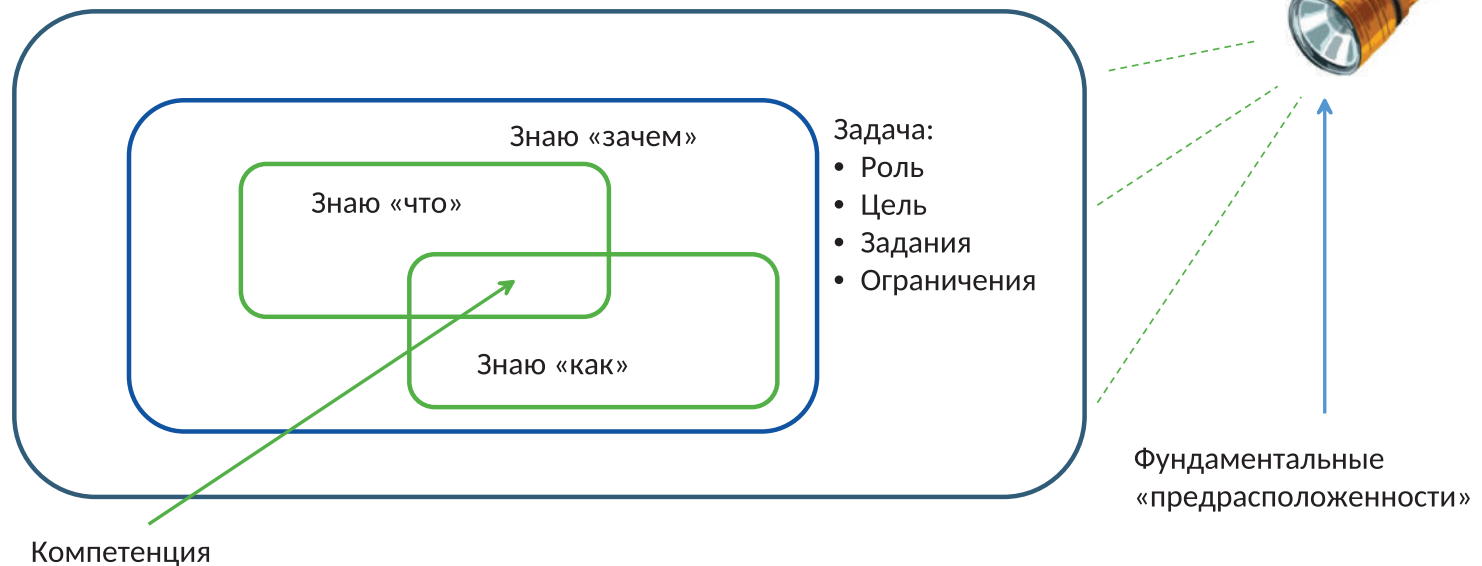 Знаю «зачем»
Задача:
• Роль
• Цель
• Задания
• Ограничения
Знаю «что»
Знаю «как»
Фундаментальные
«предрасположенности»
Компетенция